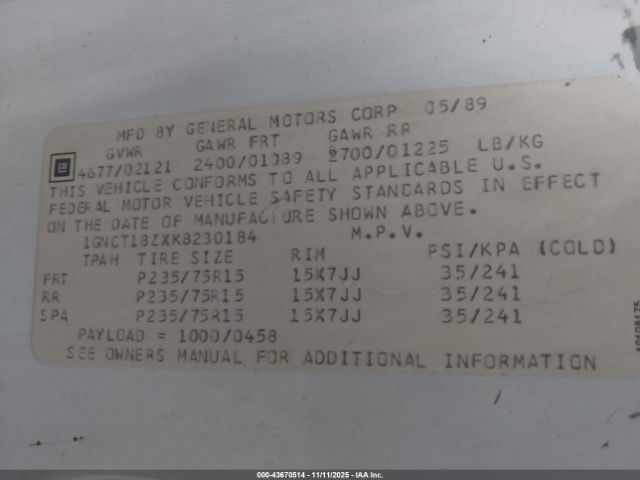 MFD BY GENERAL MOTORS CORP 05/89
GVWR GAWR FRT GAWR RR
GM 4677/02121 2400/01089 2700/01225 LB/KG
THIS VEHICLE CONFORMS TO ALL APPLICABLE U.S.
FEDERAL MOTOR VEHICLE SAFETY STANDARDS IN EFFECT
ON THE DATE OF MANUFACTURE SHOWN ABOVE.
1GNCT18ZXK8230184 M.P.V.
TPAH TIRE SIZE RIM PSI/KPA (COLD)
FRT P235/75R15 15X7JJ 35/241
RR P235/75R15 15X7JJ 35/241
SPA P235/75R15 15X7JJ 35/241
PAYLOAD = 1000/0458
SEE OWNERS MANUAL FOR ADDITIONAL INFORMATION
000-43670514 - 11/11/2025 - IAA Inc.